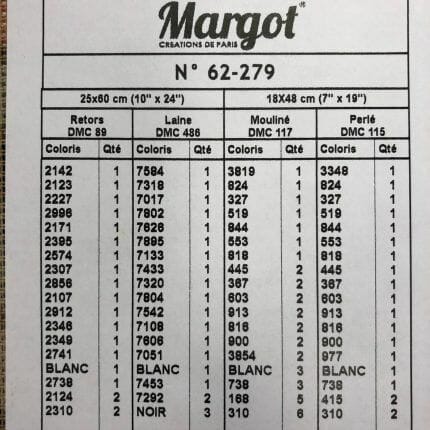 Margot®
CREATIONS DE PARIS
N° 62-279
25x60 cm (10" x 24") 18X48 cm (7" x 19")
Retors Laine Mouliné Perlé
DMC 89 DMC 486 DMC 117 DMC 115
Coloris Qté Coloris Qté Coloris Qté Coloris Qté
2142 1 7584 1 3819 1 3348 1
2123 1 7318 1 824 1 824 1
2227 1 7017 1 327 1 327 1
2996 1 7802 1 519 1 519 1
2171 1 7626 1 844 1 844 1
2395 1 7895 1 553 1 553 1
2574 1 7133 1 818 1 818 1
2307 1 7433 1 445 2 445 1
2856 1 7320 1 367 2 367 1
2107 1 7804 1 603 2 603 1
2912 1 7542 1 913 2 913 1
2346 1 7108 1 816 2 816 1
2349 1 7606 1 900 2 900 1
2741 1 7051 1 3854 2 977 1
BLANC 1 BLANC 1 BLANC 3 BLANC 1
2738 1 7453 1 738 3 738 1
2124 2 7292 2 168 5 415 2
2310 2 NOIR 3 310 6 310 2